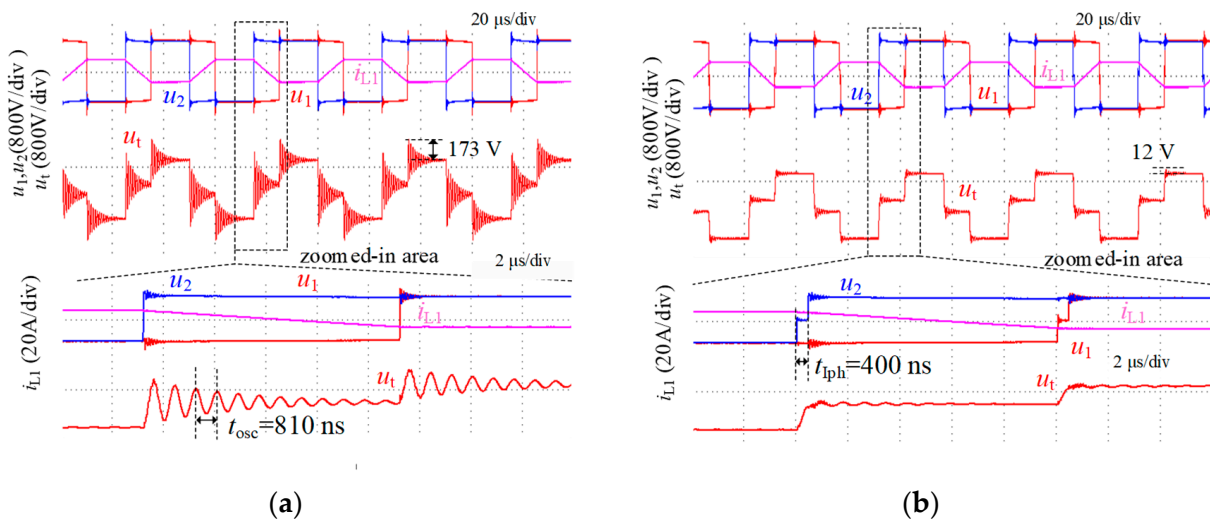 20 μs/div
u1,u2(800V/div)
ut (800V/div)
iL1
u2
u1
ut
173 V
zoomed-in area
2 μs/div
u2
u1
iL1
iL1 (20A/div)
ut
tosc=810 ns
(a)
20 μs/div
u1,u2 (800V/div)
ut (800V/div)
iL1
u2
u1
12 V
ut
zoomed-in area
u2
iL1
iL1 (20A/div)
u1
tIph=400 ns
2 μs/div
ut
(b)